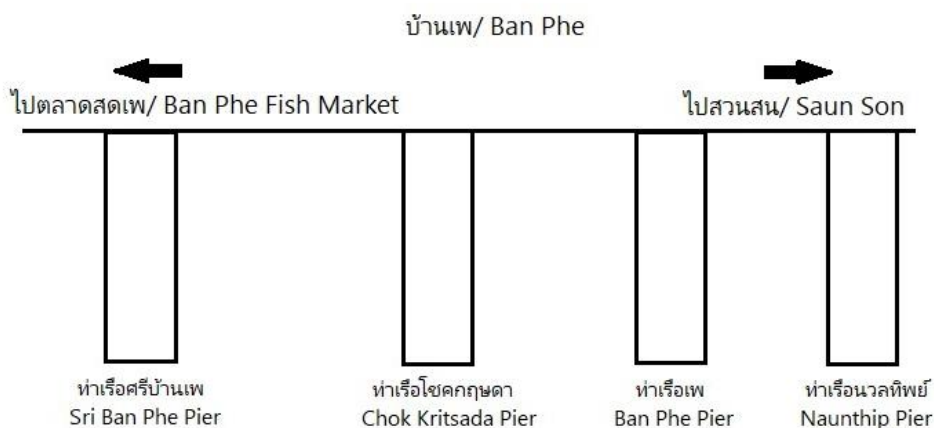 บ้านเพ/ Ban Phe
ไปตลาดสดเพ/ Ban Phe Fish Market
ไปสวนสน/ Saun Son
ท่าเรือศรีบ้านเพ
Sri Ban Phe Pier
ท่าเรือโชคกฤษดา
Chok Kritsada Pier
ท่าเรือเพ
Ban Phe Pier
ท่าเรือนวลทิพย์
Naunthip Pier